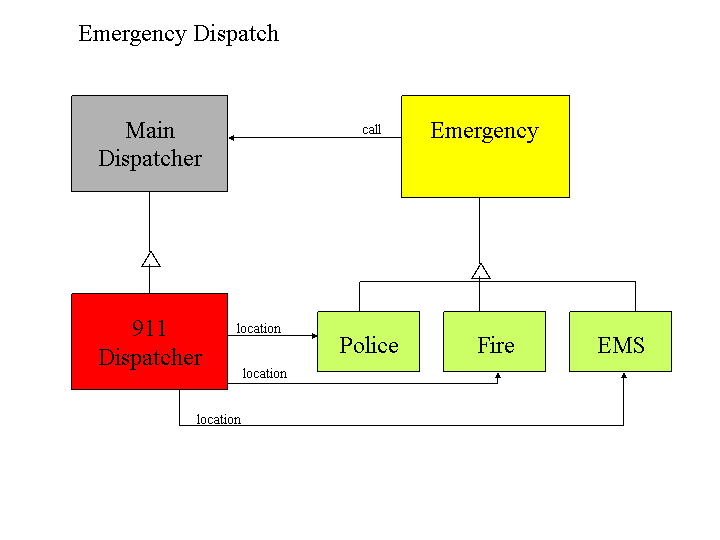 Emergency Dispatch
Main
Dispatcher
call
Emergency
911
Dispatcher
location
Police
Fire
EMS
location
location